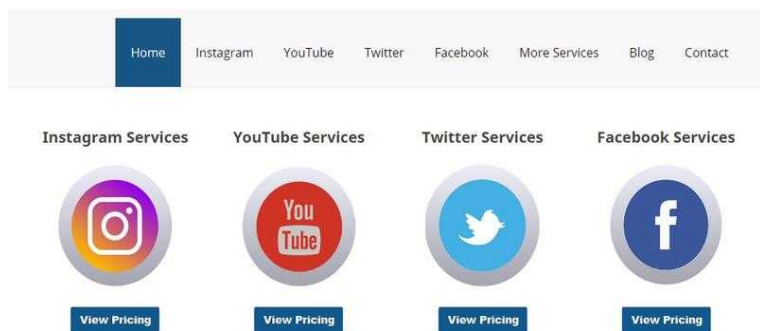 Home Instagram YouTube Twitter Facebook More Services Blog Contact
Instagram Services YouTube Services Twitter Services Facebook Services
You
Tube
View Pricing View Pricing View Pricing View Pricing